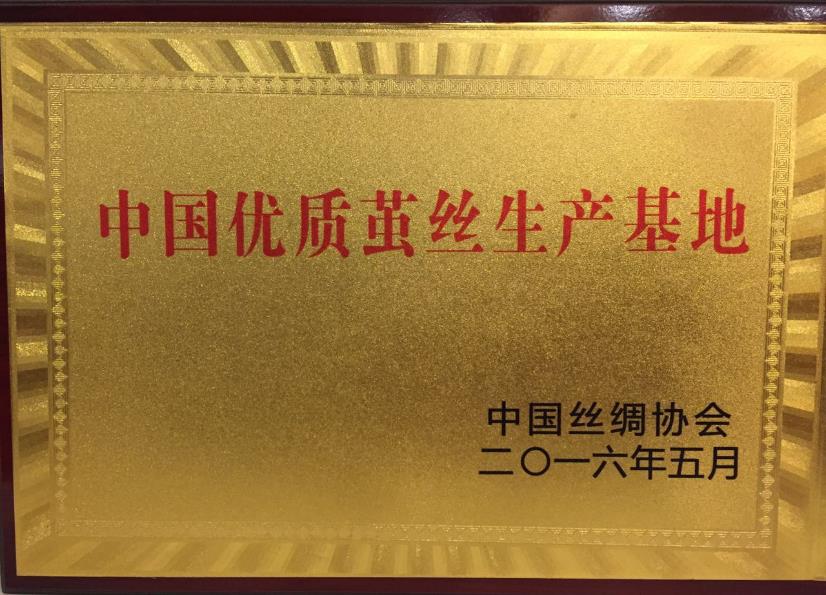 中国优质茧丝生产基地
中国丝绸协会
二〇一六年五月